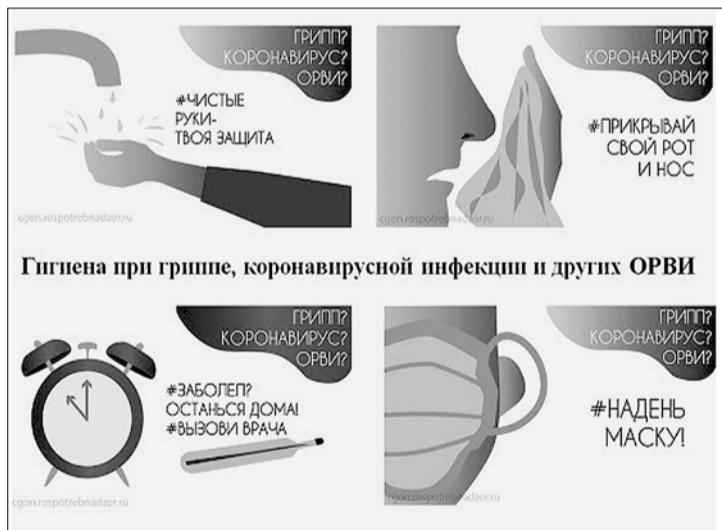 ГРИПП?
КОРОНАВИРУС?
ОРВИ?
#ЧИСТЫЕ
РУКИ-
ТВОЯ ЗАЩИТА
cgon.rospotrebnadzor.ru
ГРИПП?
КОРОНАВИРУС?
ОРВИ?
#ПРИКРЫВАЙ
СВОЙ РОТ
И НОС
cgon.rospotrebnadzor.ru
Гигиена при гриппе, коронавирусной инфекции и других ОРВИ
ГРИПП?
КОРОНАВИРУС?
ОРВИ?
#ЗАБОЛЕЛ?
ОСТАНЬСЯ ДОМА!
#ВЫЗОВИ ВРАЧА
cgon.rospotrebnadzor.ru
ГРИПП?
КОРОНАВИРУС?
ОРВИ?
#НАДЕНЬ
МАСКУ!
cgon.rospotrebnadzor.ru